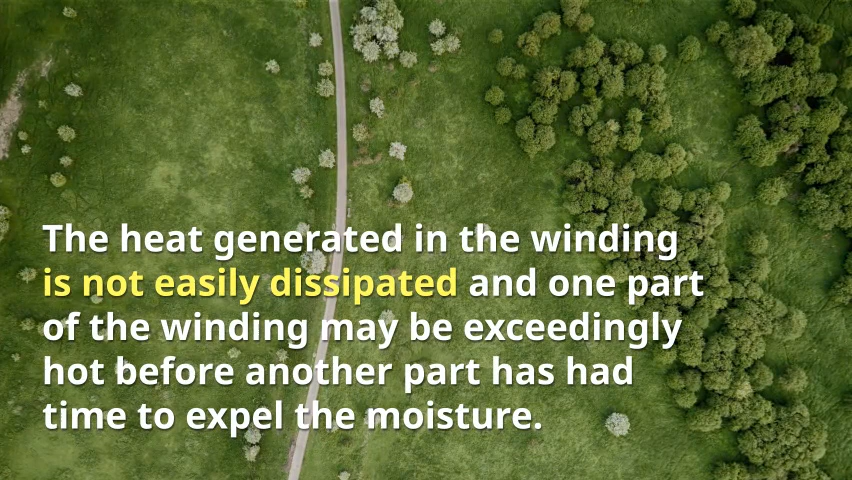 The heat generated in the winding
is not easily dissipated and one part
of the winding may be exceedingly
hot before another part has had
time to expel the moisture.